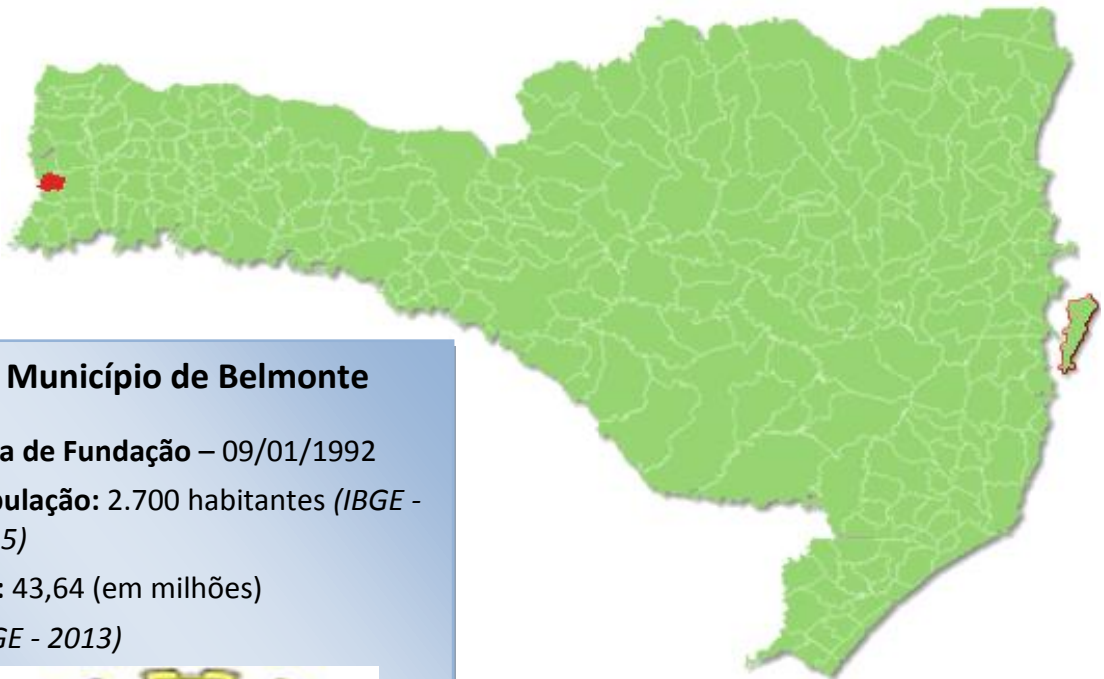 Município de Belmonte
a de Fundação – 09/01/1992
pulação: 2.700 habitantes (IBGE -
5)
: 43,64 (em milhões)
GE - 2013)